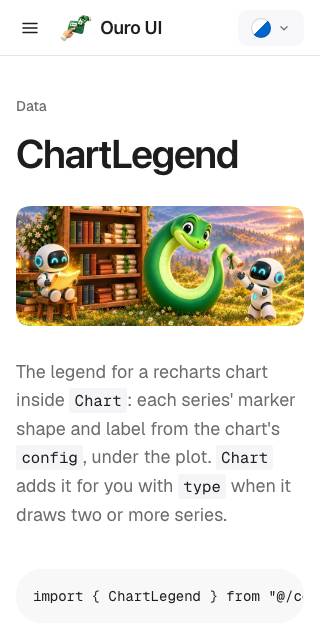 Ouro UI
Data
ChartLegend
The legend for a recharts chart
inside Chart: each series' marker
shape and label from the chart's
config, under the plot. Chart
adds it for you with type when it
draws two or more series.
import { ChartLegend } from "@/c